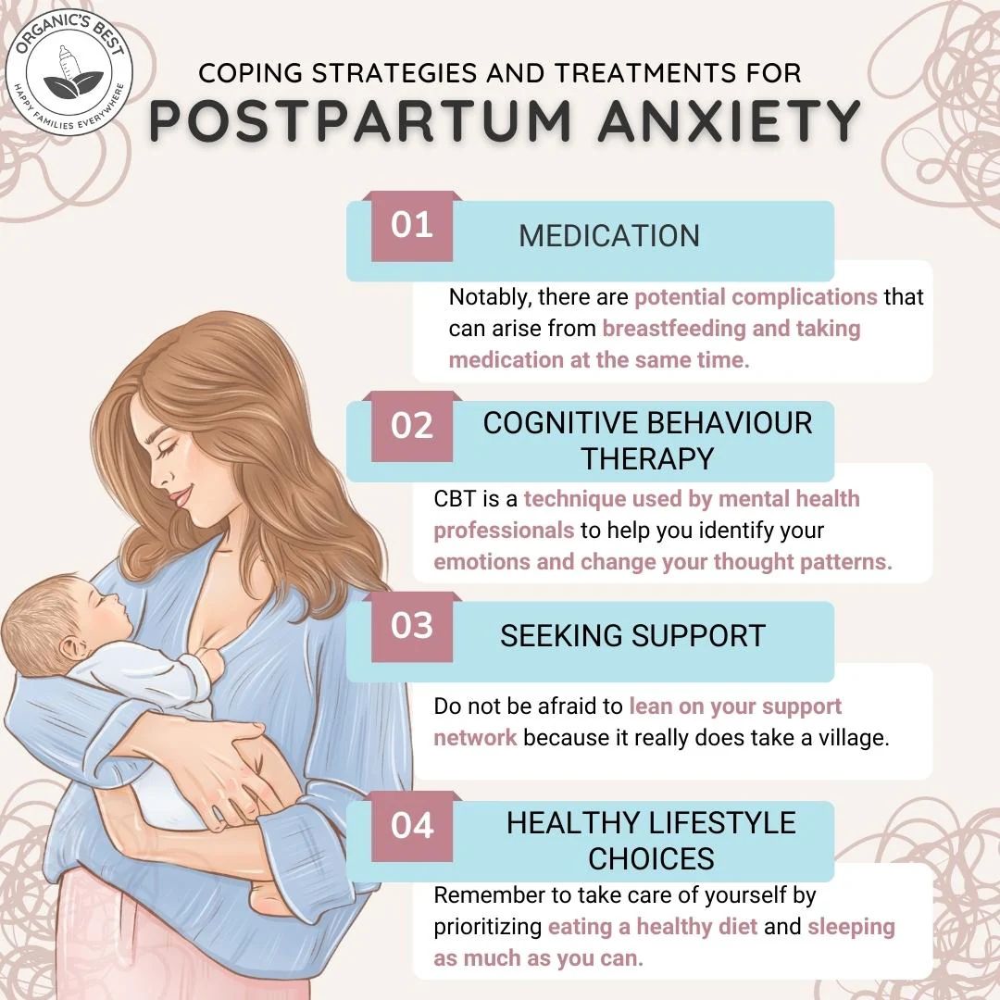 ORGANIC'S BEST
HAPPY FAMILIES EVERYWHERE
COPING STRATEGIES AND TREATMENTS FOR
POSTPARTUM ANXIETY
01
MEDICATION
Notably, there are potential complications that
can arise from breastfeeding and taking
medication at the same time.
02
COGNITIVE BEHAVIOUR
THERAPY
CBT is a technique used by mental health
professionals to help you identify your
emotions and change your thought patterns.
03
SEEKING SUPPORT
Do not be afraid to lean on your support
network because it really does take a village.
04
HEALTHY LIFESTYLE
CHOICES
Remember to take care of yourself by
prioritizing eating a healthy diet and sleeping
as much as you can.